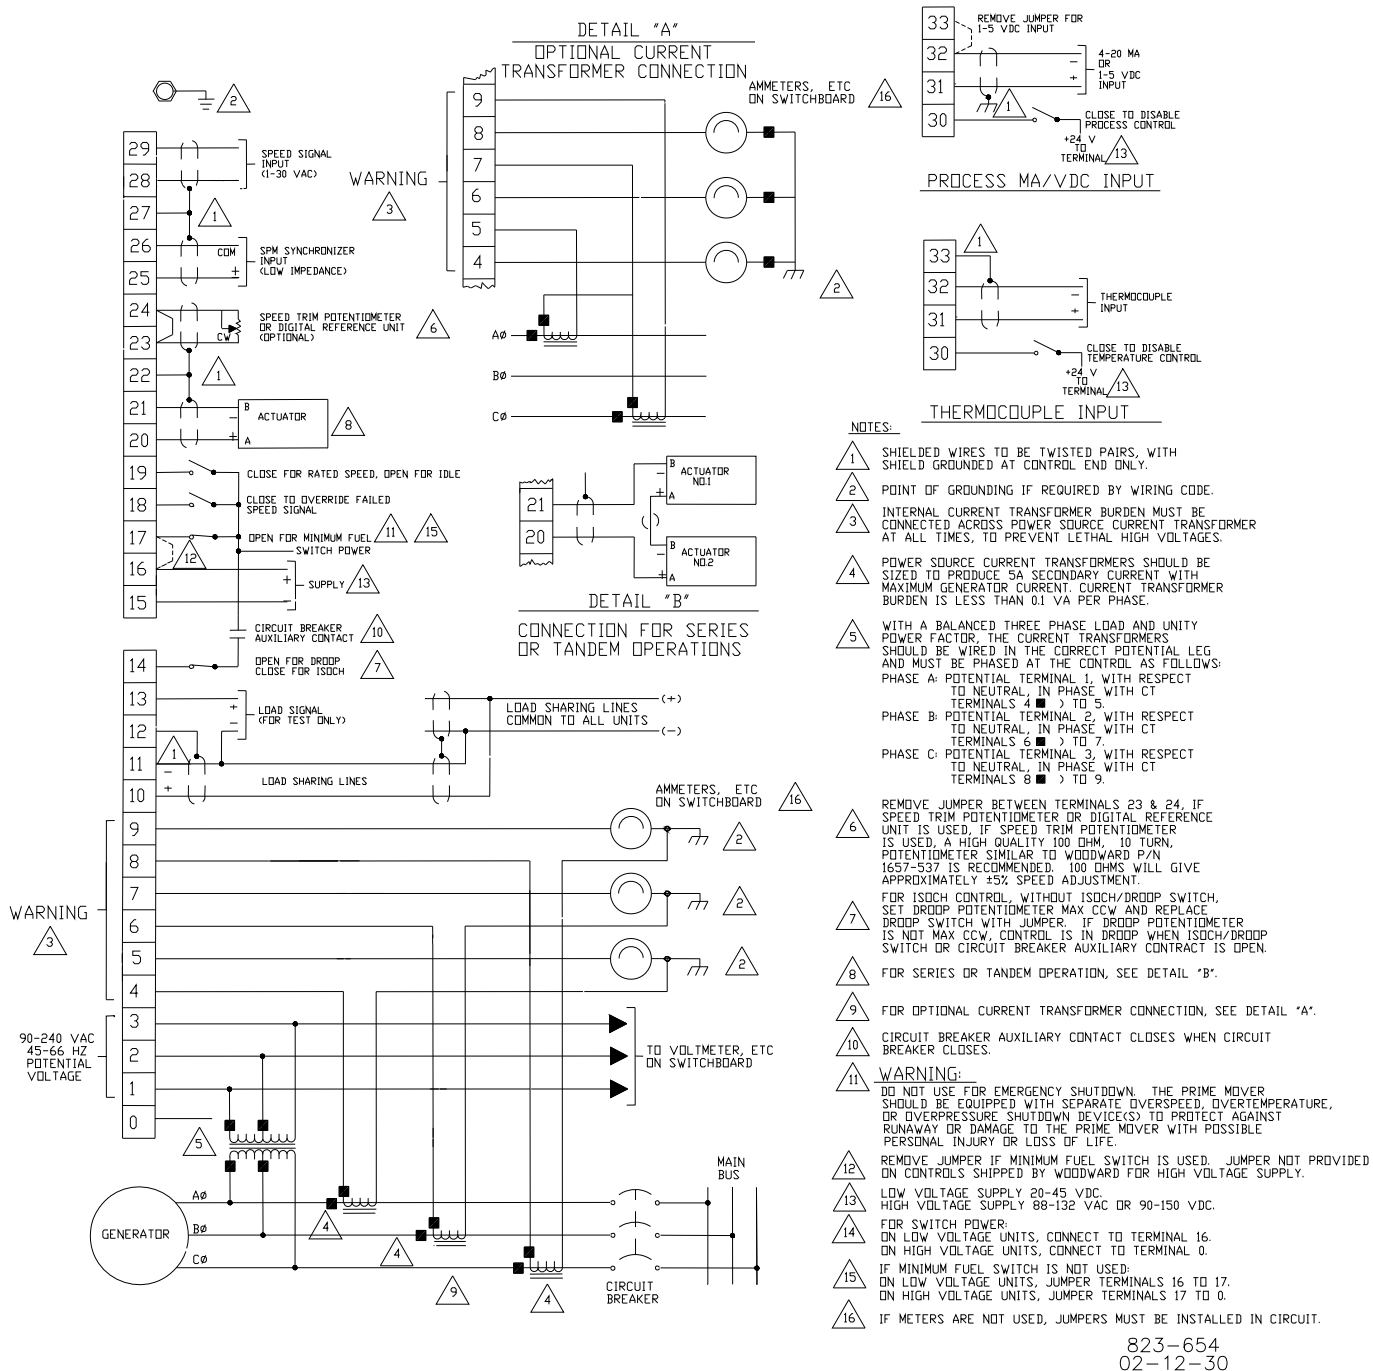 DETAIL "A"
OPTIONAL CURRENT
TRANSFORMER CONNECTION
2
29
28
27
26
25
24
23
22
21
20
19
18
17
16
15
SPEED SIGNAL
INPUT
(1-30 VAC)
1
COM
+
SPM SYNCHRONIZER
INPUT
(LOW IMPEDANCE)
CW
SPEED TRIM POTENTIOMETER
OR DIGITAL REFERENCE UNIT
(OPTIONAL)
6
1
B
-
+
A
ACTUATOR
8
CLOSE FOR RATED SPEED, OPEN FOR IDLE
CLOSE TO OVERRIDE FAILED
SPEED SIGNAL
OPEN FOR MINIMUM FUEL
11
15
SWITCH POWER
12
+
-
SUPPLY
13
CIRCUIT BREAKER
AUXILIARY CONTACT
10
OPEN FOR DROOP
CLOSE FOR ISOCH
7
14
13
12
11
10
9
8
7
6
5
4
3
2
1
0
+
-
LOAD SIGNAL
(FOR TEST ONLY)
1
-
+
LOAD SHARING LINES
LOAD SHARING LINES
COMMON TO ALL UNITS
(+)
(-)
AMMETERS, ETC
ON SWITCHBOARD
16
2
2
2
WARNING
3
90-240 VAC
45-66 HZ
POTENTIAL
VOLTAGE
TO VOLTMETER, ETC
ON SWITCHBOARD
5
GENERATOR
AØ
BØ
CØ
4
4
9
4
CIRCUIT
BREAKER
MAIN
BUS
WARNING
3
9
8
7
6
5
4
AMMETERS, ETC
ON SWITCHBOARD
16
2
AØ
BØ
CØ
21
20
B
-
+
A
ACTUATOR
NO.1
B
-
+
A
ACTUATOR
NO.2
DETAIL "B"
CONNECTION FOR SERIES
OR TANDEM OPERATIONS
33
32
31
30
REMOVE JUMPER FOR
1-5 VDC INPUT
-
+
4-20 MA
OR
1-5 VDC
INPUT
1
CLOSE TO DISABLE
PROCESS CONTROL
+24 V
TO
TERMINAL
13
PROCESS MA/VDC INPUT
33
32
31
30
1
-
+
THERMOCOUPLE
INPUT
CLOSE TO DISABLE
TEMPERATURE CONTROL
+24 V
TO
TERMINAL
13
THERMOCOUPLE INPUT
NOTES:
1 SHIELDED WIRES TO BE TWISTED PAIRS, WITH
SHIELD GROUNDED AT CONTROL END ONLY.
2 POINT OF GROUNDING IF REQUIRED BY WIRING CODE.
3 INTERNAL CURRENT TRANSFORMER BURDEN MUST BE
CONNECTED ACROSS POWER SOURCE CURRENT TRANSFORMER
AT ALL TIMES, TO PREVENT LETHAL HIGH VOLTAGES.
4 POWER SOURCE CURRENT TRANSFORMERS SHOULD BE
SIZED TO PRODUCE 5A SECONDARY CURRENT WITH
MAXIMUM GENERATOR CURRENT. CURRENT TRANSFORMER
BURDEN IS LESS THAN 0.1 VA PER PHASE.
5 WITH A BALANCED THREE PHASE LOAD AND UNITY
POWER FACTOR, THE CURRENT TRANSFORMERS
SHOULD BE WIRED IN THE CORRECT POTENTIAL LEG
AND MUST BE PHASED AT THE CONTROL AS FOLLOWS:
PHASE A: POTENTIAL TERMINAL 1, WITH RESPECT
TO NEUTRAL, IN PHASE WITH CT
TERMINALS 4 ■ ) TO 5.
PHASE B: POTENTIAL TERMINAL 2, WITH RESPECT
TO NEUTRAL, IN PHASE WITH CT
TERMINALS 6 ■ ) TO 7.
PHASE C: POTENTIAL TERMINAL 3, WITH RESPECT
TO NEUTRAL, IN PHASE WITH CT
TERMINALS 8 ■ ) TO 9.
6 REMOVE JUMPER BETWEEN TERMINALS 23 & 24, IF
SPEED TRIM POTENTIOMETER OR DIGITAL REFERENCE
UNIT IS USED, IF SPEED TRIM POTENTIOMETER
IS USED, A HIGH QUALITY 100 OHM, 10 TURN,
POTENTIOMETER SIMILAR TO WOODWARD P/N
1657-537 IS RECOMMENDED. 100 OHMS WILL GIVE
APPROXIMATELY ±5% SPEED ADJUSTMENT.
7 FOR ISOCH CONTROL, WITHOUT ISOCH/DROOP SWITCH,
SET DROOP POTENTIOMETER MAX CCW AND REPLACE
DROOP SWITCH WITH JUMPER. IF DROOP POTENTIOMETER
IS NOT MAX CCW, CONTROL IS IN DROOP WHEN ISOCH/DROOP
SWITCH OR CIRCUIT BREAKER AUXILIARY CONTRACT IS OPEN.
8 FOR SERIES OR TANDEM OPERATION, SEE DETAIL "B".
9 FOR OPTIONAL CURRENT TRANSFORMER CONNECTION, SEE DETAIL "A".
10 CIRCUIT BREAKER AUXILIARY CONTACT CLOSES WHEN CIRCUIT
BREAKER CLOSES.
11 WARNING:
DO NOT USE FOR EMERGENCY SHUTDOWN. THE PRIME MOVER
SHOULD BE EQUIPPED WITH SEPARATE OVERSPEED, OVERTEMPERATURE,
OR OVERPRESSURE SHUTDOWN DEVICE(S) TO PROTECT AGAINST
RUNAWAY OR DAMAGE TO THE PRIME MOVER WITH POSSIBLE
PERSONAL INJURY OR LOSS OF LIFE.
12 REMOVE JUMPER IF MINIMUM FUEL SWITCH IS USED. JUMPER NOT PROVIDED
ON CONTROLS SHIPPED BY WOODWARD FOR HIGH VOLTAGE SUPPLY.
13 LOW VOLTAGE SUPPLY 20-45 VDC.
HIGH VOLTAGE SUPPLY 88-132 VAC OR 90-150 VDC.
14 FOR SWITCH POWER:
ON LOW VOLTAGE UNITS, CONNECT TO TERMINAL 16.
ON HIGH VOLTAGE UNITS, CONNECT TO TERMINAL 0.
15 IF MINIMUM FUEL SWITCH IS NOT USED:
ON LOW VOLTAGE UNITS, JUMPER TERMINALS 16 TO 17.
ON HIGH VOLTAGE UNITS, JUMPER TERMINALS 17 TO 0.
16 IF METERS ARE NOT USED, JUMPERS MUST BE INSTALLED IN CIRCUIT.
823-654
02-12-30